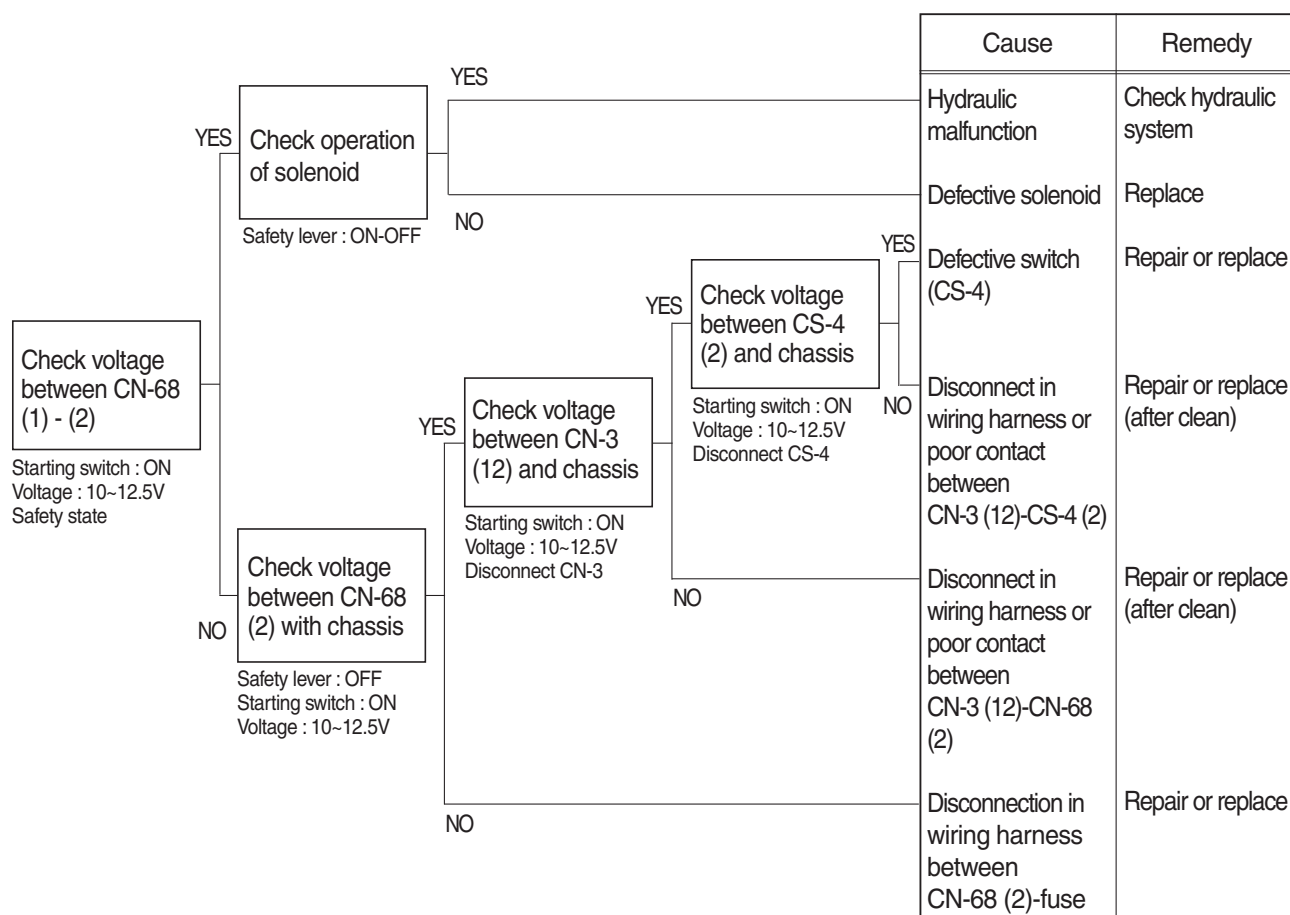 Cause
Remedy
YES
Hydraulic
malfunction
Check hydraulic
system
YES
Check operation
of solenoid
Defective solenoid
Replace
NO
Safety lever : ON-OFF
YES
Defective switch
(CS-4)
Repair or replace
YES
Check voltage
between CS-4
(2) and chassis
Check voltage
between CN-68
(1) - (2)
Starting switch : ON
Voltage : 10~12.5V
Disconnect CS-4
NO
Disconnect in
wiring harness or
poor contact
between
CN-3 (12)-CS-4 (2)
Repair or replace
(after clean)
YES
Check voltage
between CN-3
(12) and chassis
Starting switch : ON
Voltage : 10~12.5V
Safety state
Starting switch : ON
Voltage : 10~12.5V
Disconnect CN-3
NO
Check voltage
between CN-68
(2) with chassis
NO
Disconnect in
wiring harness or
poor contact
between
CN-3 (12)-CN-68
(2)
Repair or replace
(after clean)
Safety lever : OFF
Starting switch : ON
Voltage : 10~12.5V
NO
Disconnection in
wiring harness
between
CN-68 (2)-fuse
Repair or replace